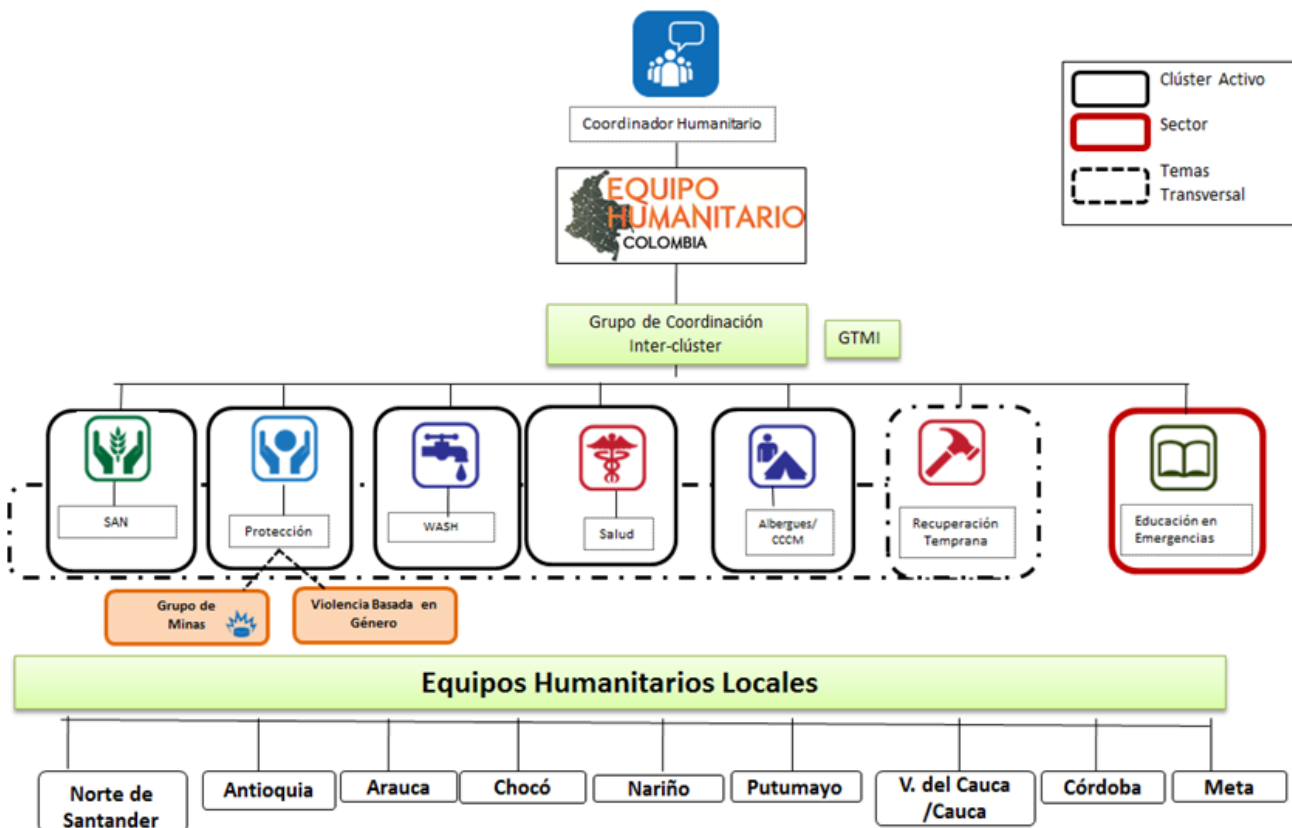 Coordinador Humanitario
EQUIPO
HUMANITARIO
COLOMBIA
Clúster Activo
Sector
Temas
Transversal
Grupo de Coordinación
Inter-clúster
GTMI
SAN
Protección
WASH
Salud
Albergues/
CCCM
Recuperación
Temprana
Educación en
Emergencias
Grupo de
Minas
Violencia Basada en
Género
Equipos Humanitarios Locales
Norte de
Santander
Antioquia
Arauca
Chocó
Nariño
Putumayo
V. del Cauca
/Cauca
Córdoba
Meta